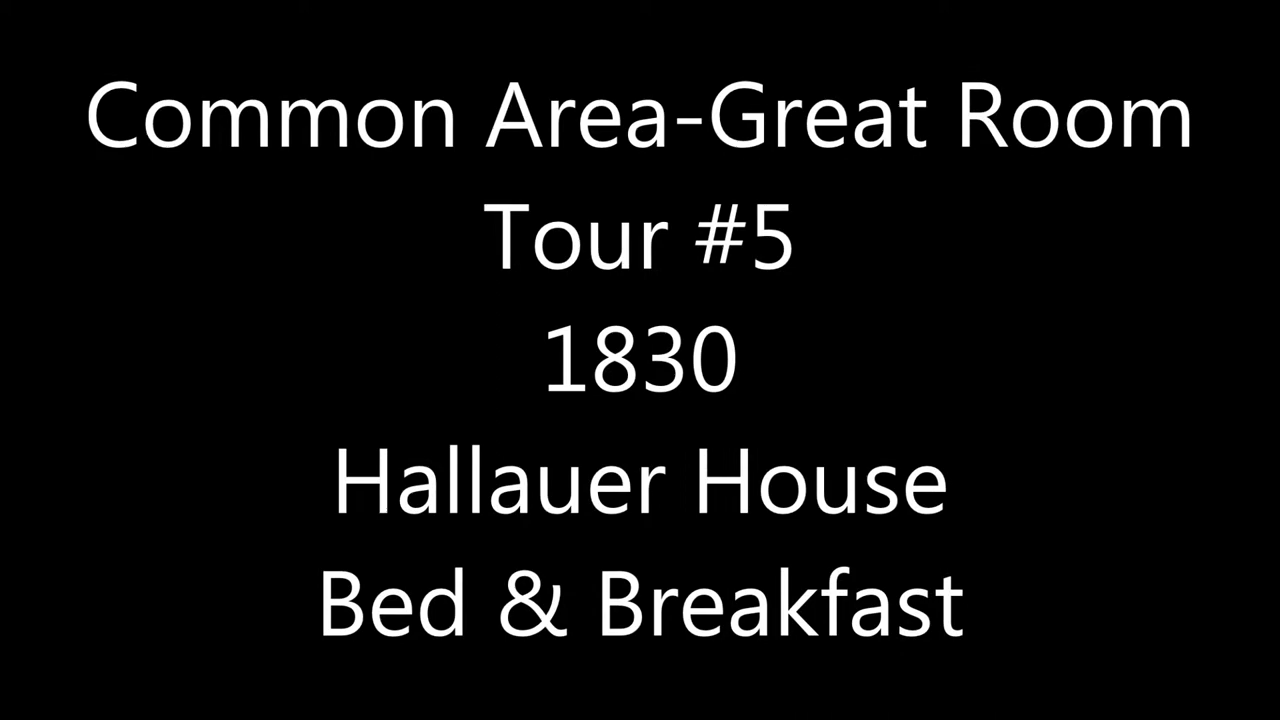 Common Area-Great Room
Tour #5
1830
Hallauer House
Bed & Breakfast